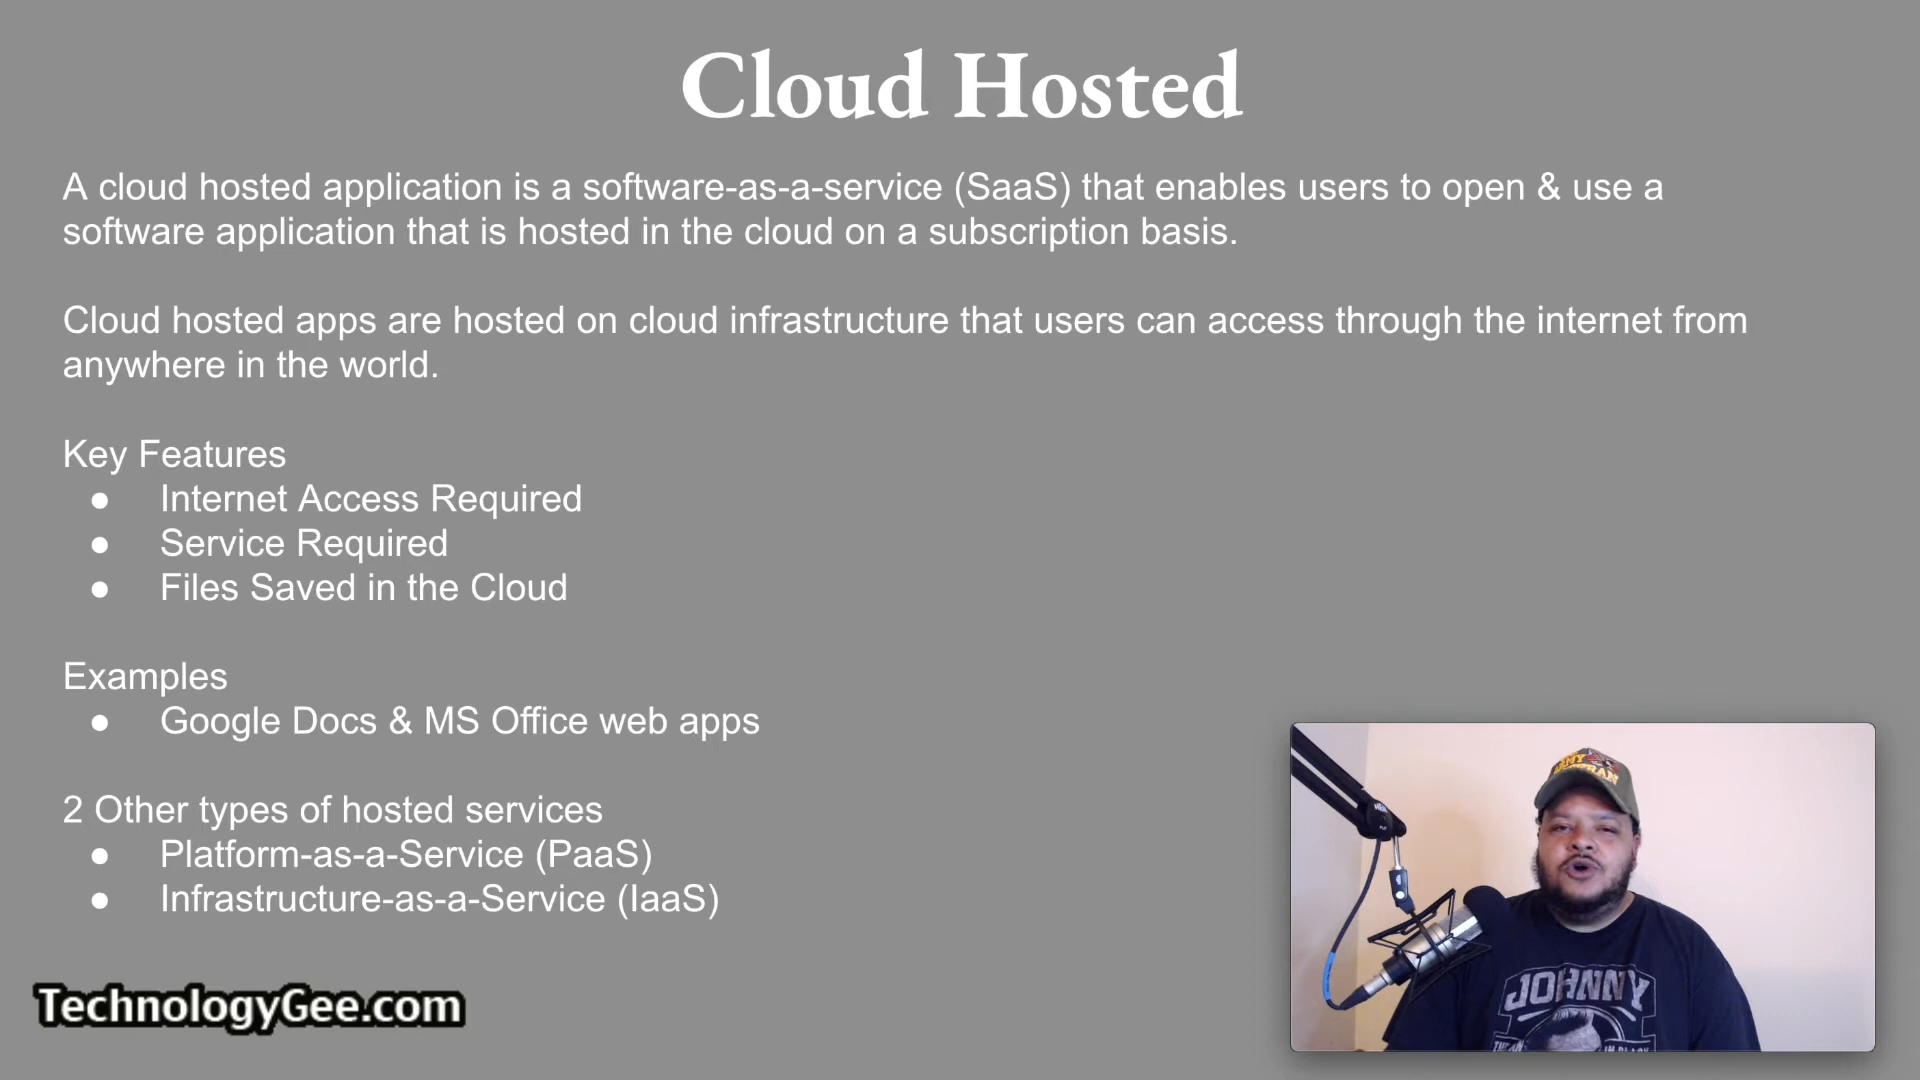 Cloud Hosted
A cloud hosted application is a software-as-a-service (SaaS) that enables users to open & use a
software application that is hosted in the cloud on a subscription basis.
Cloud hosted apps are hosted on cloud infrastructure that users can access through the internet from
anywhere in the world.
Key Features
● Internet Access Required
● Service Required
● Files Saved in the Cloud
Examples
● Google Docs & MS Office web apps
2 Other types of hosted services
● Platform-as-a-Service (PaaS)
● Infrastructure-as-a-Service (IaaS)
TechnologyGee.com
JOHNNY